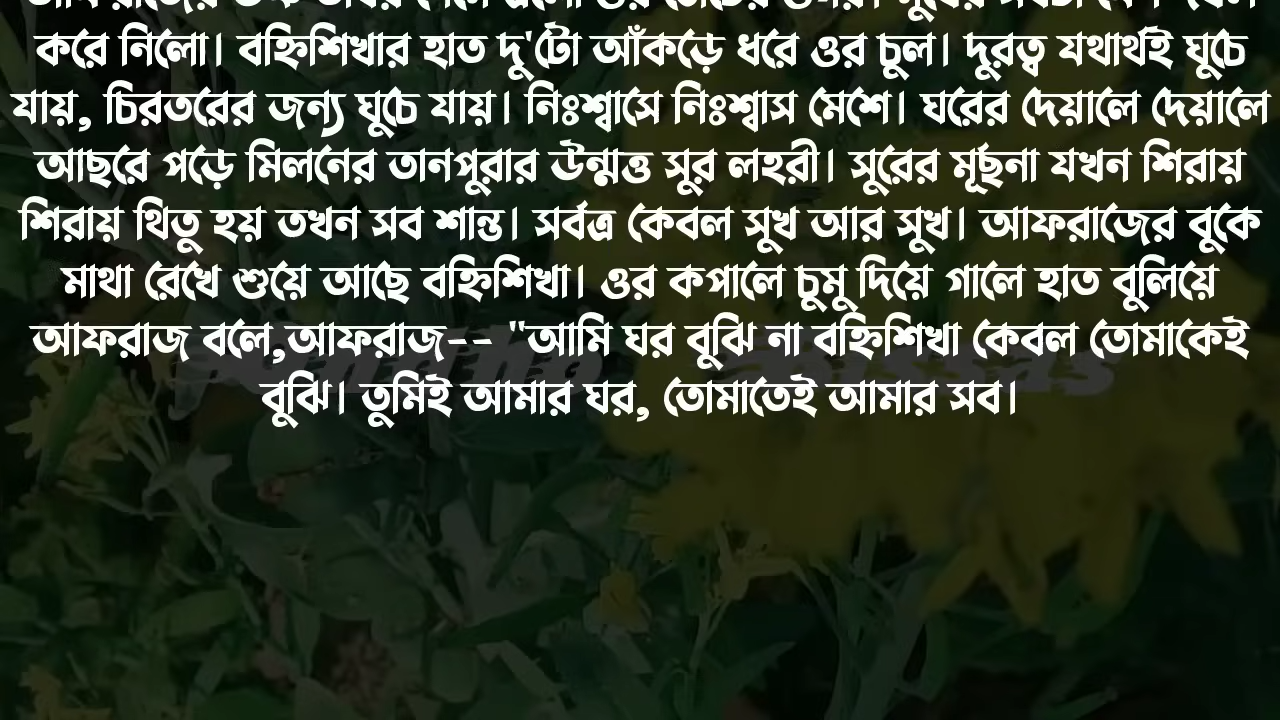 করে নিলো। বহ্নিশিখার হাত দু'টো আঁকড়ে ধরে ওর চুল। দুরত্ব যথার্থই ঘুচে
যায়, চিরতরের জন্য ঘুচে যায়। নিঃশ্বাসে নিঃশ্বাস মেশে। ঘরের দেয়ালে দেয়ালে
আছরে পড়ে মিলনের তানপুরার উন্মত্ত সুর লহরী। সুরের মূর্ছনা যখন শিরায়
শিরায় থিতু হয় তখন সব শান্ত। সর্বত্র কেবল সুখ আর সুখ। আফরাজের বুকে
মাথা রেখে শুয়ে আছে বহ্নিশিখা। ওর কপালে চুমু দিয়ে গালে হাত বুলিয়ে
আফরাজ বলে,আফরাজ-- "আমি ঘর বুঝি না বহ্নিশিখা কেবল তোমাকেই
বুঝি। তুমিই আমার ঘর, তোমাতেই আমার সব।